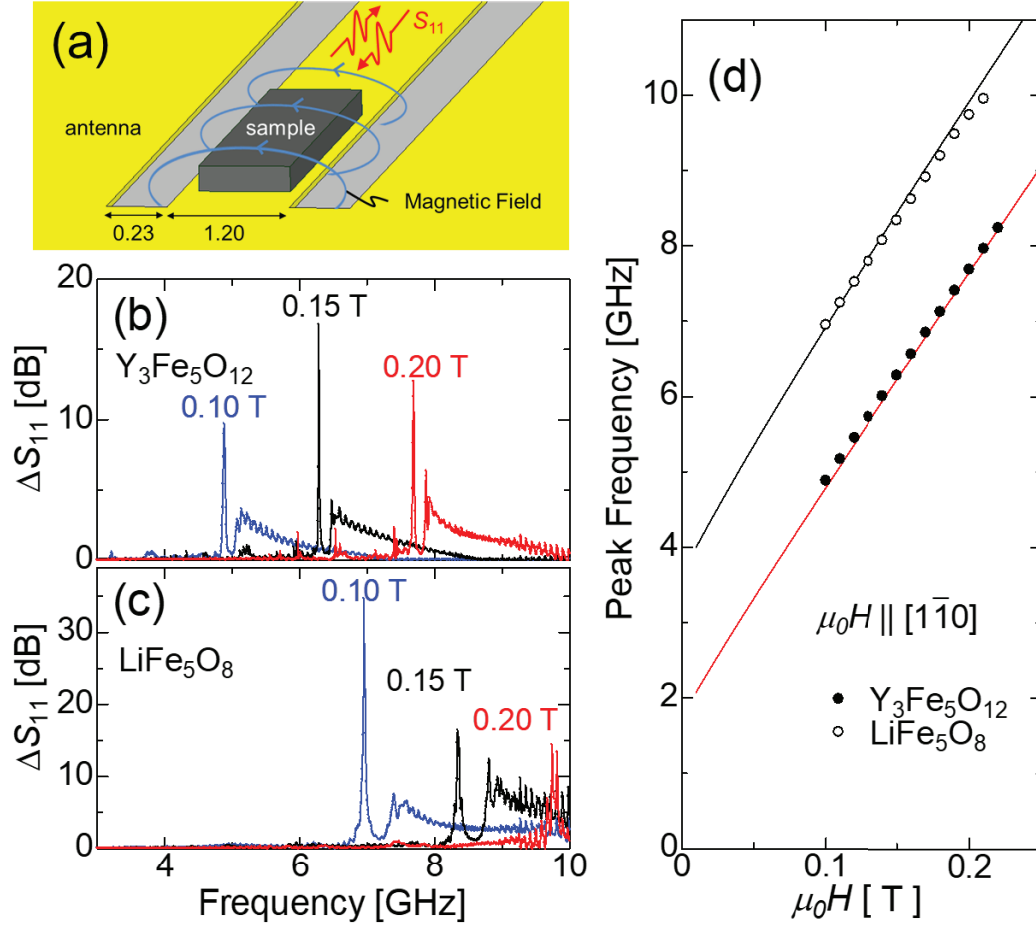 (a)
S₁₁
antenna
sample
Magnetic Field
0.23
1.20
(b)
Y₃Fe₅O₁₂
0.10 T
0.15 T
0.20 T
ΔS₁₁ [dB]
20
10
0
(c)
LiFe₅O₈
0.10 T
0.15 T
0.20 T
ΔS₁₁ [dB]
30
20
10
0
4 6 8 10
Frequency [GHz]
(d)
Peak Frequency [GHz]
10
8
6
4
2
0
μ₀H || [11̅0]
Y₃Fe₅O₁₂
LiFe₅O₈
0 0.1 0.2
μ₀H [ T ]